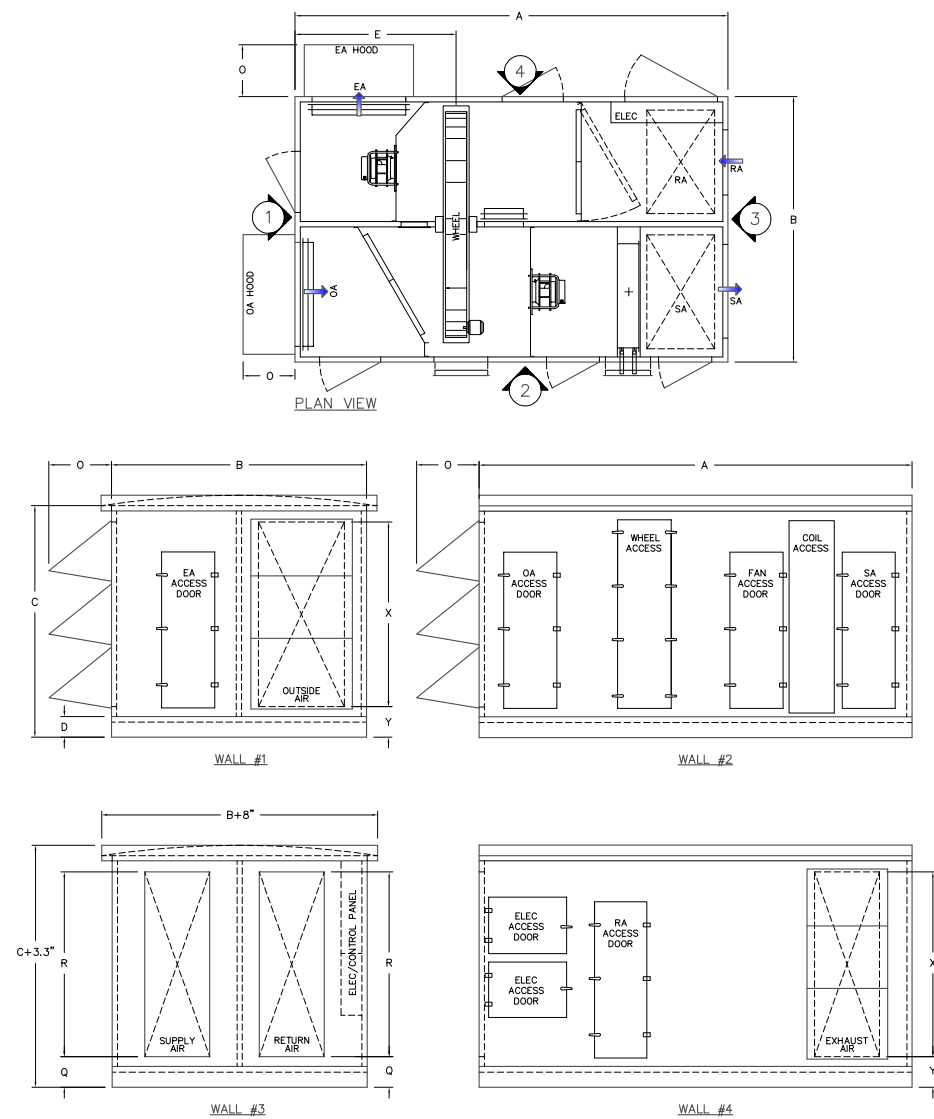 A
E
EA HOOD
O
EA
4
ELEC
RA
RA
1
WHEEL
3
B
OA HOOD
OA
SA
SA
O
2
PLAN VIEW
O
B
O
A
EA
ACCESS
DOOR
C
X
OUTSIDE
AIR
D
Y
WALL #1
OA
ACCESS
DOOR
WHEEL
ACCESS
FAN
ACCESS
DOOR
COIL
ACCESS
SA
ACCESS
DOOR
WALL #2
B+8"
C+3.3"
R
SUPPLY
AIR
RETURN
AIR
ELEC/CONTROL PANEL
R
Q
Q
WALL #3
ELEC
ACCESS
DOOR
ELEC
ACCESS
DOOR
RA
ACCESS
DOOR
EXHAUST
AIR
X
Y
WALL #4